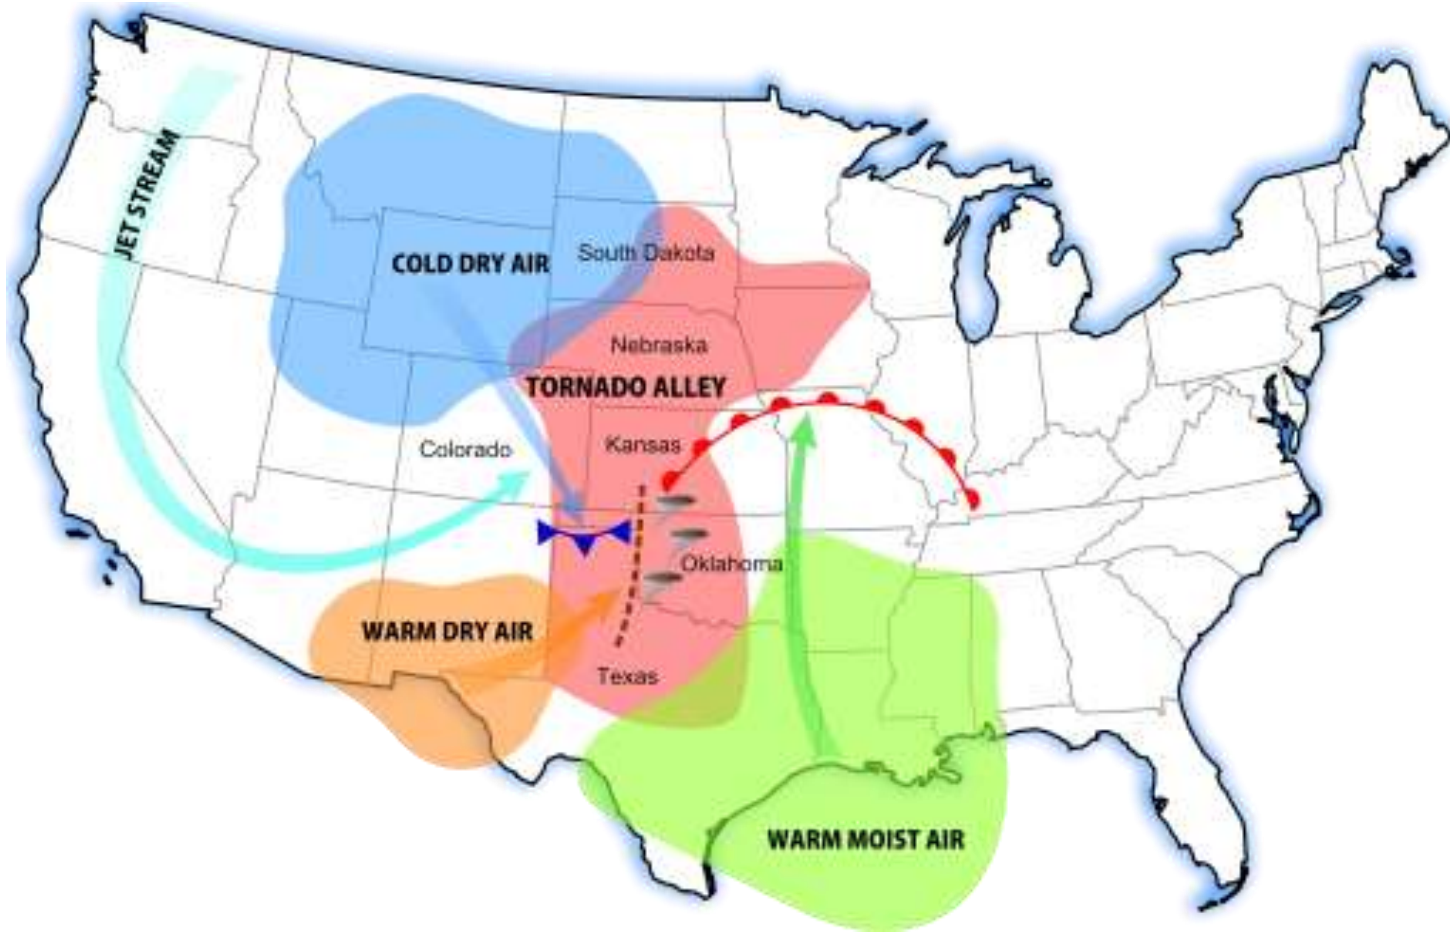 JET STREAM
COLD DRY AIR
South Dakota
Nebraska
TORNADO ALLEY
Colorado
Kansas
Oklahoma
WARM DRY AIR
Texas
WARM MOIST AIR